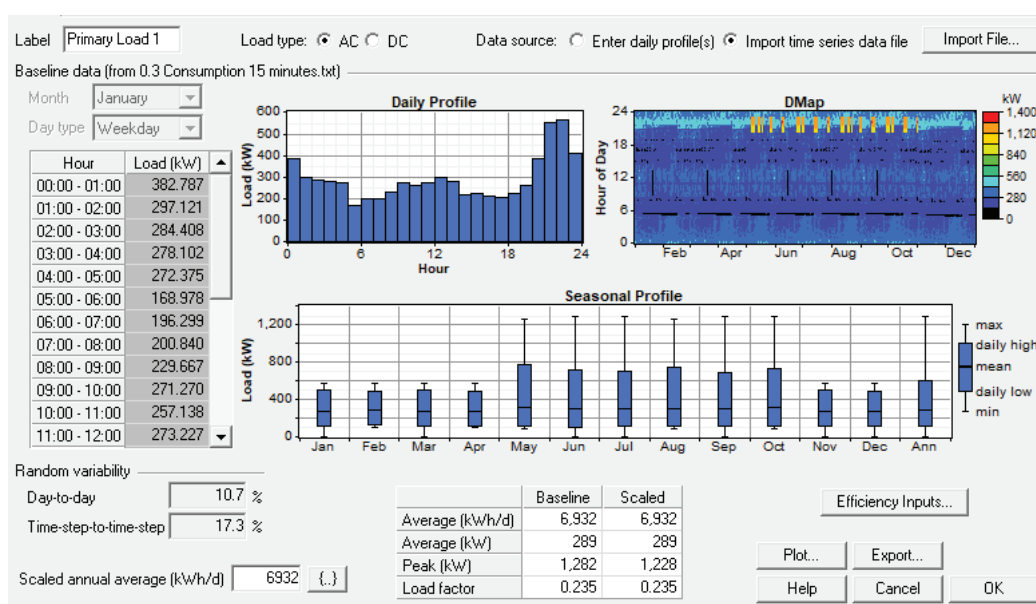 Label Primary Load 1 Load type: AC DC Data source: Enter daily profile(s) Import time series data file Import File...
Baseline data (from 0.3 Consumption 15 minutes.txt)
Month January
Day type Weekday
Hour Load (kW)
00:00 - 01:00 382.787
01:00 - 02:00 297.121
02:00 - 03:00 284.408
03:00 - 04:00 278.102
04:00 - 05:00 272.375
05:00 - 06:00 168.978
06:00 - 07:00 196.299
07:00 - 08:00 200.840
08:00 - 09:00 229.667
09:00 - 10:00 271.270
10:00 - 11:00 257.138
11:00 - 12:00 273.227
Daily Profile
Load (kW)
600
500
400
300
200
100
0
0 6 12 18 24
Hour
DMap
Hour of Day
24
18
12
6
0
Feb Apr Jun Aug Oct Dec
kW
1,400
1,120
840
560
280
0
Seasonal Profile
Load (kW)
1,200
800
400
0
Jan Feb Mar Apr May Jun Jul Aug Sep Oct Nov Dec Ann
max
daily high
mean
daily low
min
Random variability
Day-to-day 10.7 %
Time-step-to-time-step 17.3 %
Scaled annual average (kWh/d) 6932 {..}
Baseline Scaled
Average (kWh/d) 6,932 6,932
Average (kW) 289 289
Peak (kW) 1,282 1,228
Load factor 0.235 0.235
Efficiency Inputs...
Plot... Export...
Help Cancel OK